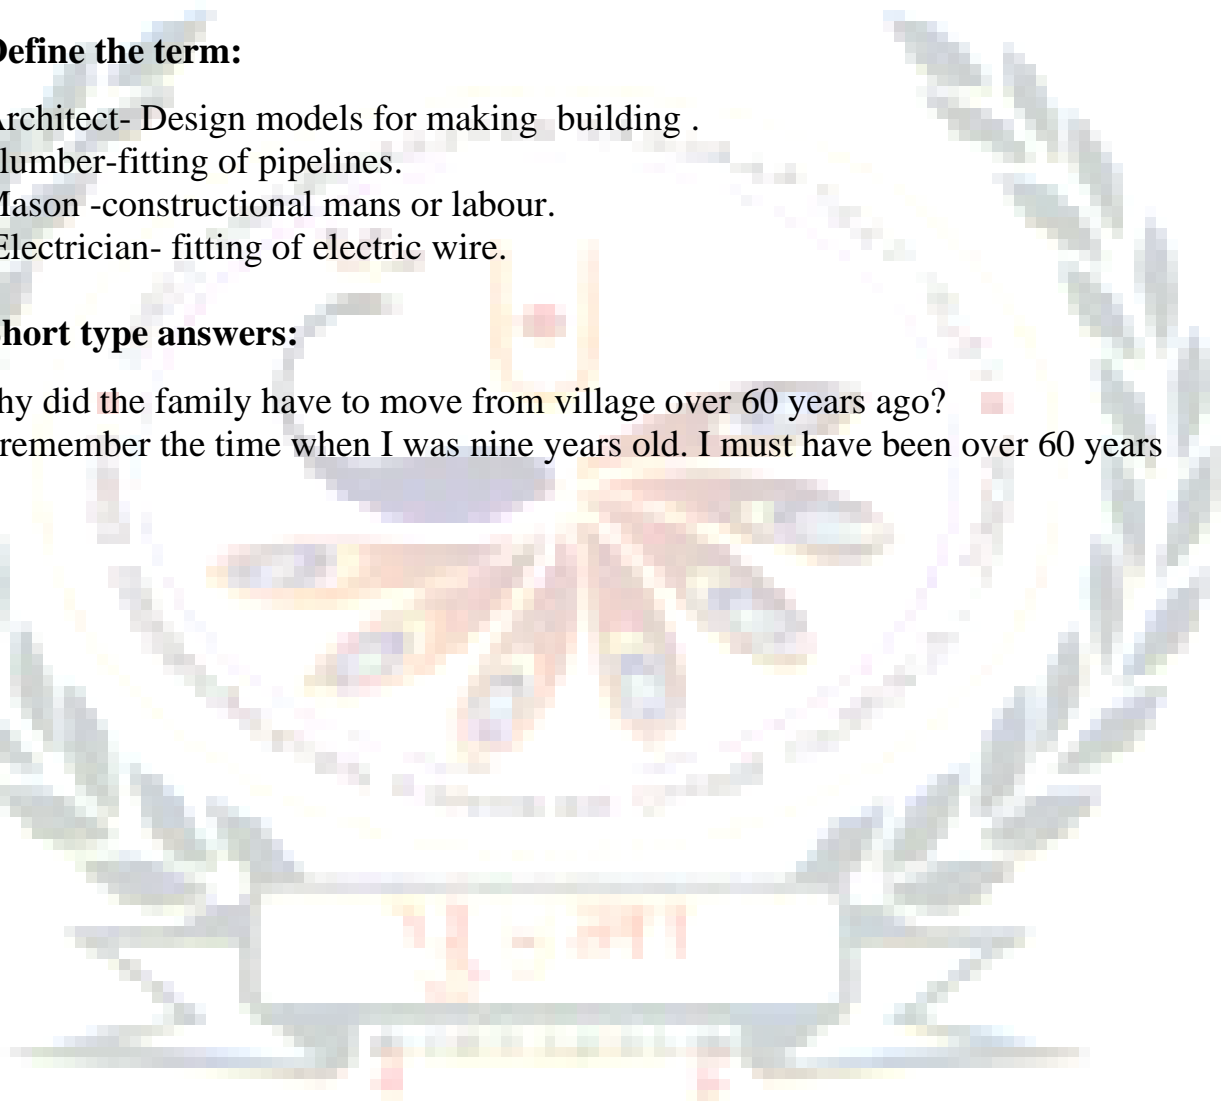 Define the term:
Architect- Design models for making building .
lumber-fitting of pipelines.
Mason -constructional mans or labour.
Electrician- fitting of electric wire.
Short type answers:
hy did the family have to move from village over 60 years ago?
remember the time when I was nine years old. I must have been over 60 years